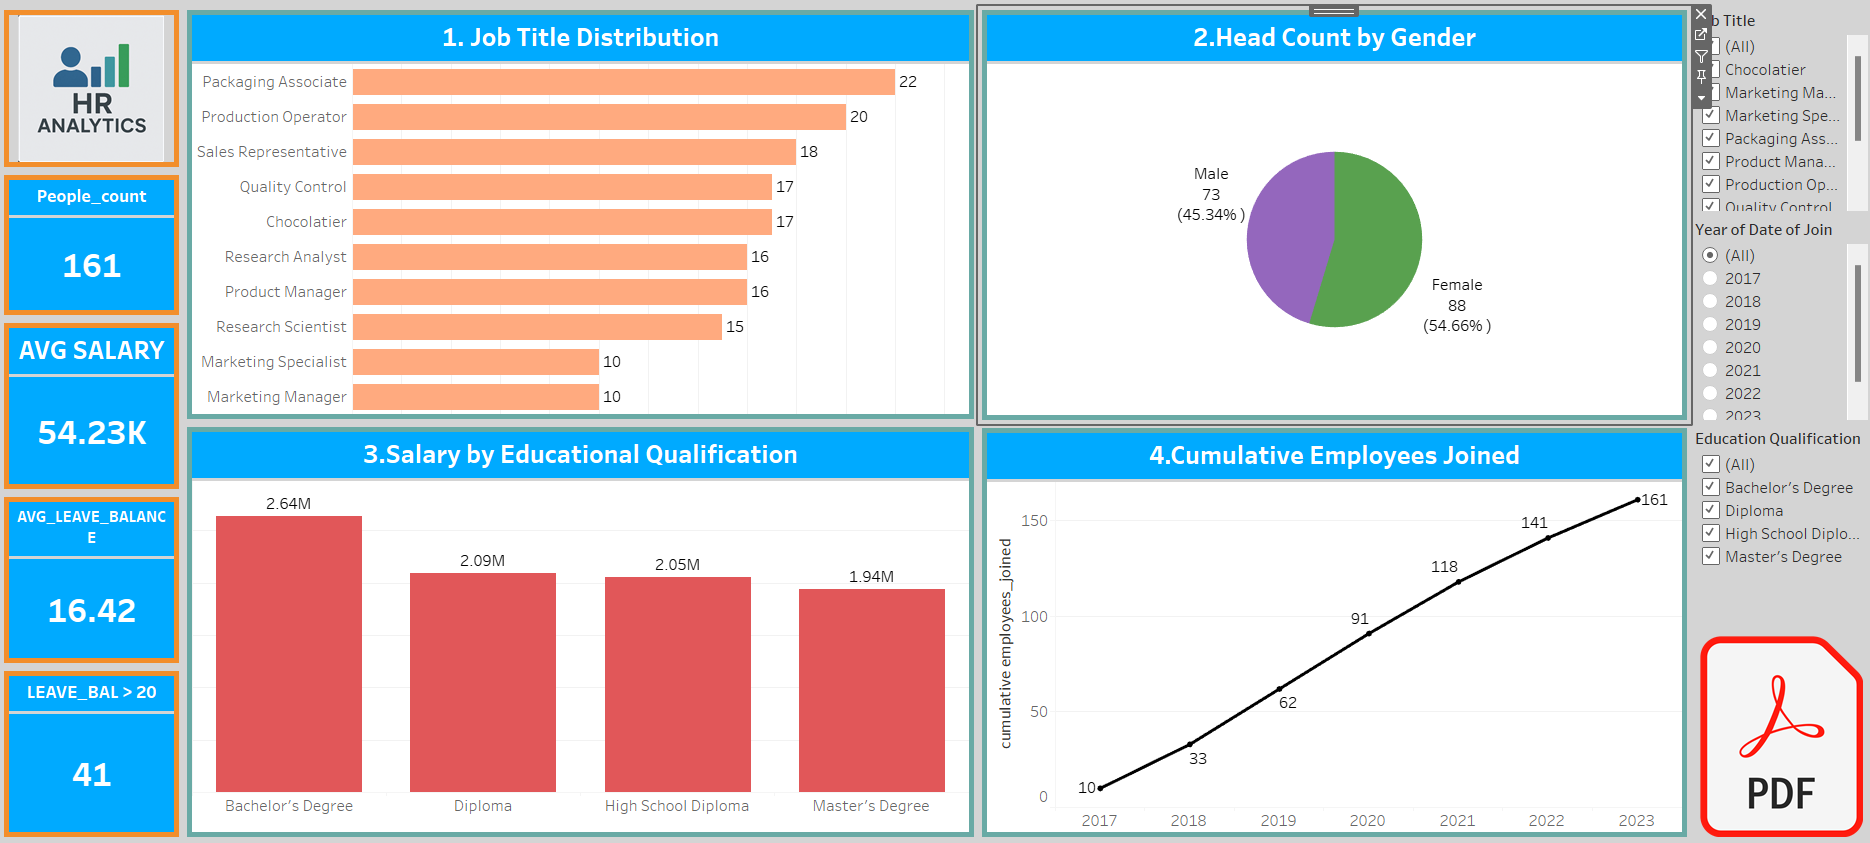 HR
ANALYTICS
People_count
161
AVG SALARY
54.23K
AVG_LEAVE_BALANC
E
16.42
LEAVE_BAL > 20
41
1. Job Title Distribution
Packaging Associate 22
Production Operator 20
Sales Representative 18
Quality Control 17
Chocolatier 17
Research Analyst 16
Product Manager 16
Research Scientist 15
Marketing Specialist 10
Marketing Manager 10
2.Head Count by Gender
Male
73
(45.34% )
Female
88
(54.66% )
3.Salary by Educational Qualification
2.64M
2.09M
2.05M
1.94M
Bachelor's Degree Diploma High School Diploma Master's Degree
4.Cumulative Employees Joined
cumulative employees_joined
150
100
50
0
10
33
62
91
118
141
161
2017 2018 2019 2020 2021 2022 2023
b Title
(All)
Chocolatier
Marketing Ma...
Marketing Spe...
Packaging Ass...
Product Mana...
Production Op...
Quality Control
Year of Date of Join
(All)
2017
2018
2019
2020
2021
2022
2023
Education Qualification
(All)
Bachelor's Degree
Diploma
High School Diplo...
Master's Degree
PDF